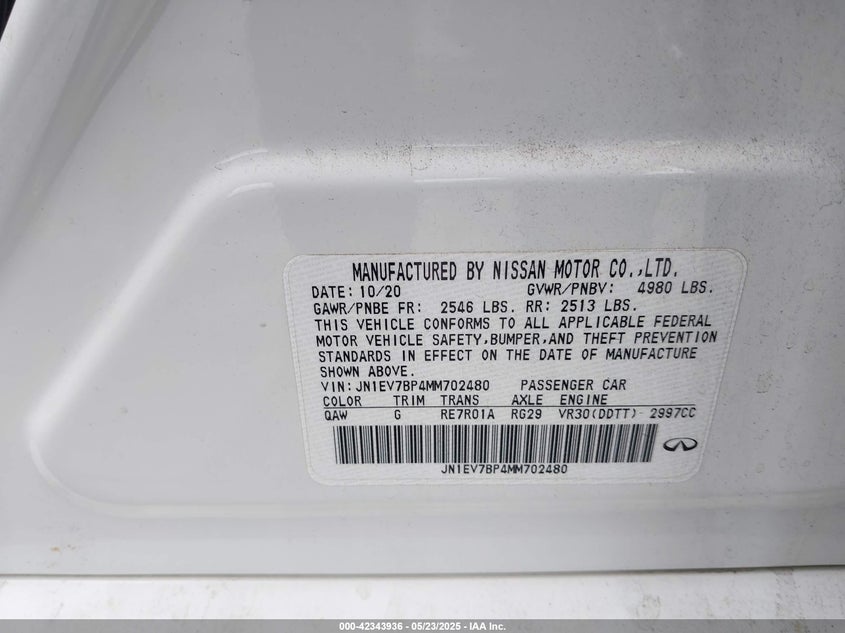 MANUFACTURED BY NISSAN MOTOR CO.,LTD.
DATE: 10/20 GVWR/PNBV: 4980 LBS.
GAWR/PNBE FR: 2546 LBS. RR: 2513 LBS.
THIS VEHICLE CONFORMS TO ALL APPLICABLE FEDERAL
MOTOR VEHICLE SAFETY,BUMPER,AND THEFT PREVENTION
STANDARDS IN EFFECT ON THE DATE OF MANUFACTURE
SHOWN ABOVE.
VIN: JN1EV7BP4MM702480 PASSENGER CAR
COLOR TRIM TRANS AXLE ENGINE
QAW G RE7R01A RG29 VR30(DDTT)- 2997CC
JN1EV7BP4MM702480
000-42343936 - 05/23/2025 - IAA Inc.